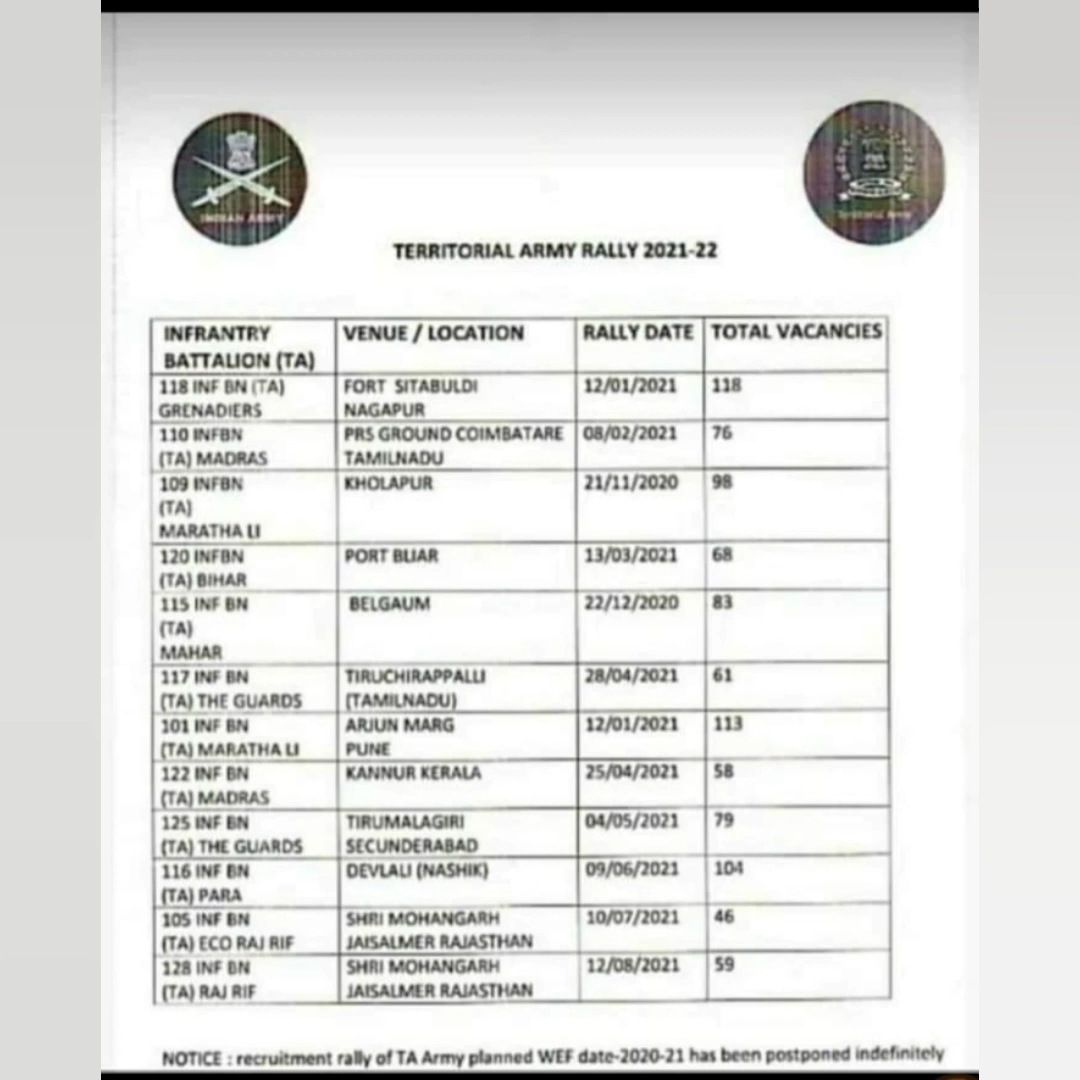 INDIAN ARMY
Territorial Army
TERRITORIAL ARMY RALLY 2021-22
INFRANTRY BATTALION (TA) VENUE / LOCATION RALLY DATE TOTAL VACANCIES
118 INF BN (TA) FORT SITABULDI 12/01/2021 118
GRENADIERS NAGAPUR
110 INFBN PRS GROUND COIMBATARE 08/02/2021 76
(TA) MADRAS TAMILNADU
109 INFBN KHOLAPUR 21/11/2020 98
(TA)
MARATHA LI
120 INFBN PORT BLIAR 13/03/2021 68
(TA) BIHAR
115 INF BN BELGAUM 22/12/2020 83
(TA)
MAHAR
117 INF BN TIRUCHIRAPPALLI 28/04/2021 61
(TA) THE GUARDS (TAMILNADU)
101 INF BN ARJUN MARG 12/01/2021 113
(TA) MARATHA LI PUNE
122 INF BN KANNUR KERALA 25/04/2021 58
(TA) MADRAS
125 INF BN TIRUMALAGIRI 04/05/2021 79
(TA) THE GUARDS SECUNDERABAD
116 INF BN DEVLALI (NASHIK) 09/06/2021 104
(TA) PARA
105 INF BN SHRI MOHANGARH 10/07/2021 46
(TA) ECO RAJ RIF JAISALMER RAJASTHAN
128 INF BN SHRI MOHANGARH 12/08/2021 59
(TA) RAJ RIF JAISALMER RAJASTHAN
NOTICE : recruitment rally of TA Army planned WEF date-2020-21 has been postponed indefinitely